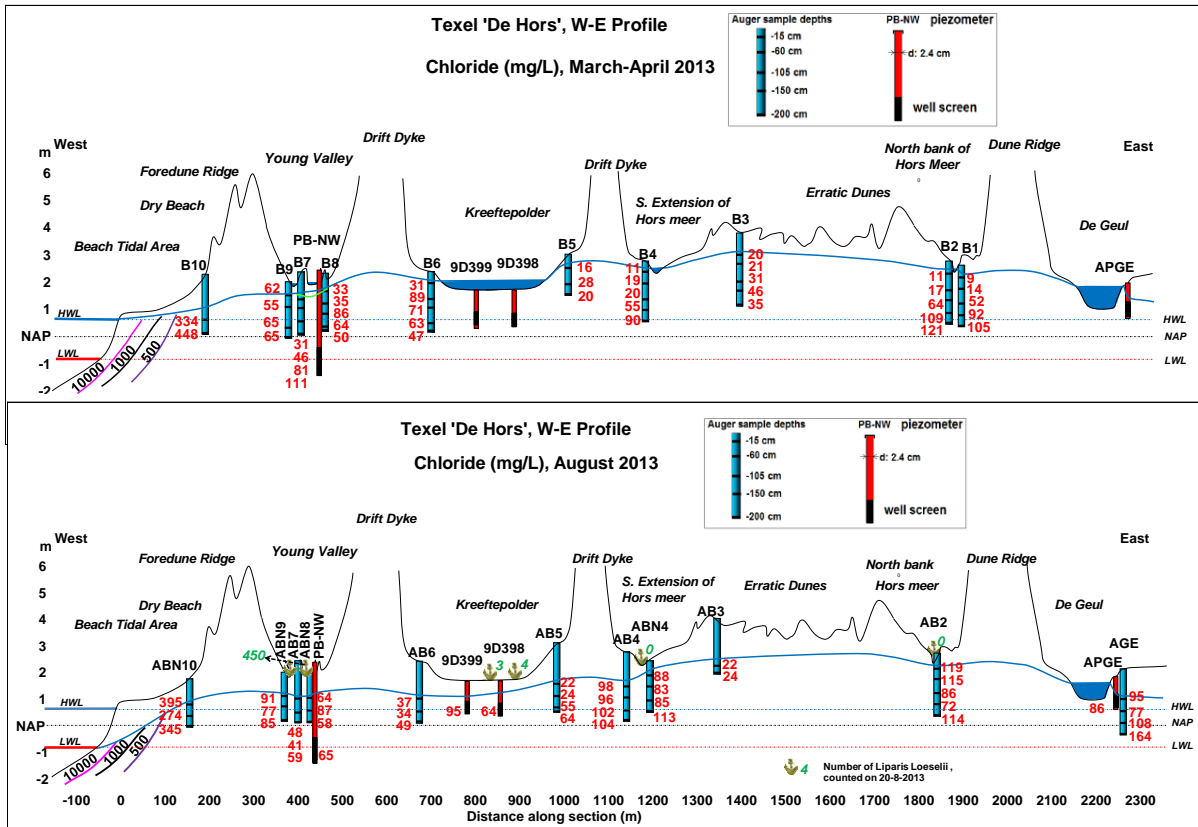 Texel 'De Hors', W-E Profile
Chloride (mg/L), March-April 2013
Auger sample depths
-15 cm
-60 cm
-105 cm
-150 cm
-200 cm
PB-NW piezometer
d: 2.4 cm
well screen
m West
East
Beach Tidal Area
Dry Beach
Foredune Ridge
Young Valley
Drift Dyke
Kreeftepolder
Drift Dyke
S. Extension of
Hors meer
Erratic Dunes
North bank of
Hors Meer
Dune Ridge
De Geul
6
5
4
3
2
1
NAP
-1
-2
HWL
LWL
10000
1000
500
B10
334
448
B9
62
55
65
65
B7
31
46
81
111
PB-NW
B8
33
35
86
64
50
B6
31
89
71
63
47
9D399
9D398
B5
16
28
20
B4
11
19
20
55
90
B3
20
21
31
46
35
B2
11
17
64
109
121
B1
9
14
52
92
105
APGE
HWL
NAP
LWL
Texel 'De Hors', W-E Profile
Chloride (mg/L), August 2013
Auger sample depths
-15 cm
-60 cm
-105 cm
-150 cm
-200 cm
PB-NW piezometer
d: 2.4 cm
well screen
m West
East
Beach Tidal Area
Dry Beach
Foredune Ridge
Young Valley
Drift Dyke
Kreeftepolder
Drift Dyke
S. Extension of
Hors meer
Erratic Dunes
North bank
Hors meer
Dune Ridge
De Geul
6
5
4
3
2
1
NAP
-1
-2
HWL
LWL
10000
1000
500
ABN10
395
274
345
450
ABN9
91
77
85
AB7
48
41
59
ABN8
64
87
58
PB-NW
65
AB6
37
34
49
9D399
95
9D398
3
4
64
AB5
22
24
55
64
AB4
98
96
102
104
ABN4
0
88
83
85
113
AB3
22
24
AB2
0
119
115
86
72
114
APGE
86
AGE
95
77
108
164
HWL
NAP
LWL
4 Number of Liparis Loeselii ,
counted on 20-8-2013
-100 0 100 200 300 400 500 600 700 800 900 1000 1100 1200 1300 1400 1500 1600 1700 1800 1900 2000 2100 2200 2300
Distance along section (m)